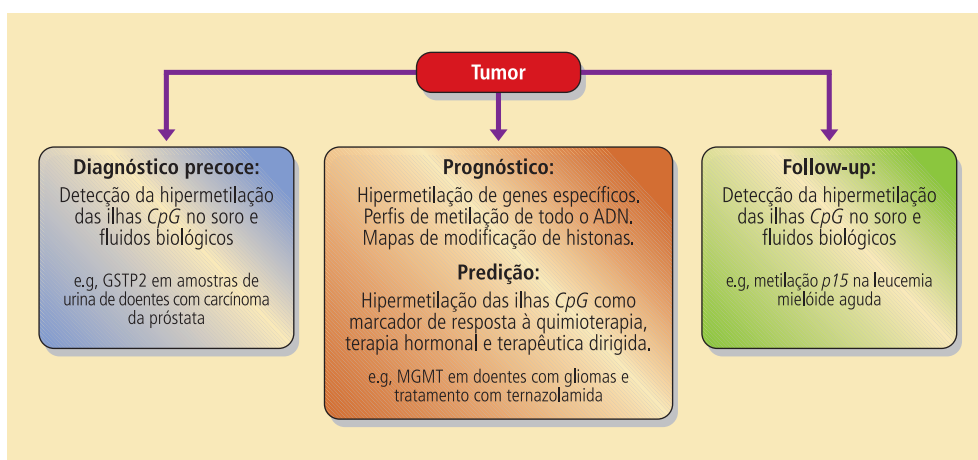 Tumor
Diagnóstico precoce:
Detecção da hipermetilação
das ilhas CpG no soro e
fluidos biológicos
e.g, GSTP2 em amostras de
urina de doentes com carcínoma
da próstata
Prognóstico:
Hipermetilação de genes específicos.
Perfis de metilação de todo o ADN.
Mapas de modificação de histonas.
Predição:
Hipermetilação das ilhas CpG como
marcador de resposta à quimioterapia,
terapia hormonal e terapêutica dirigida.
e.g, MGMT em doentes com gliomas e
tratamento com ternazolamida
Follow-up:
Detecção da hipermetilação
das ilhas CpG no soro e
fluidos biológicos
e.g, metilação p15 na leucemia
mielóide aguda